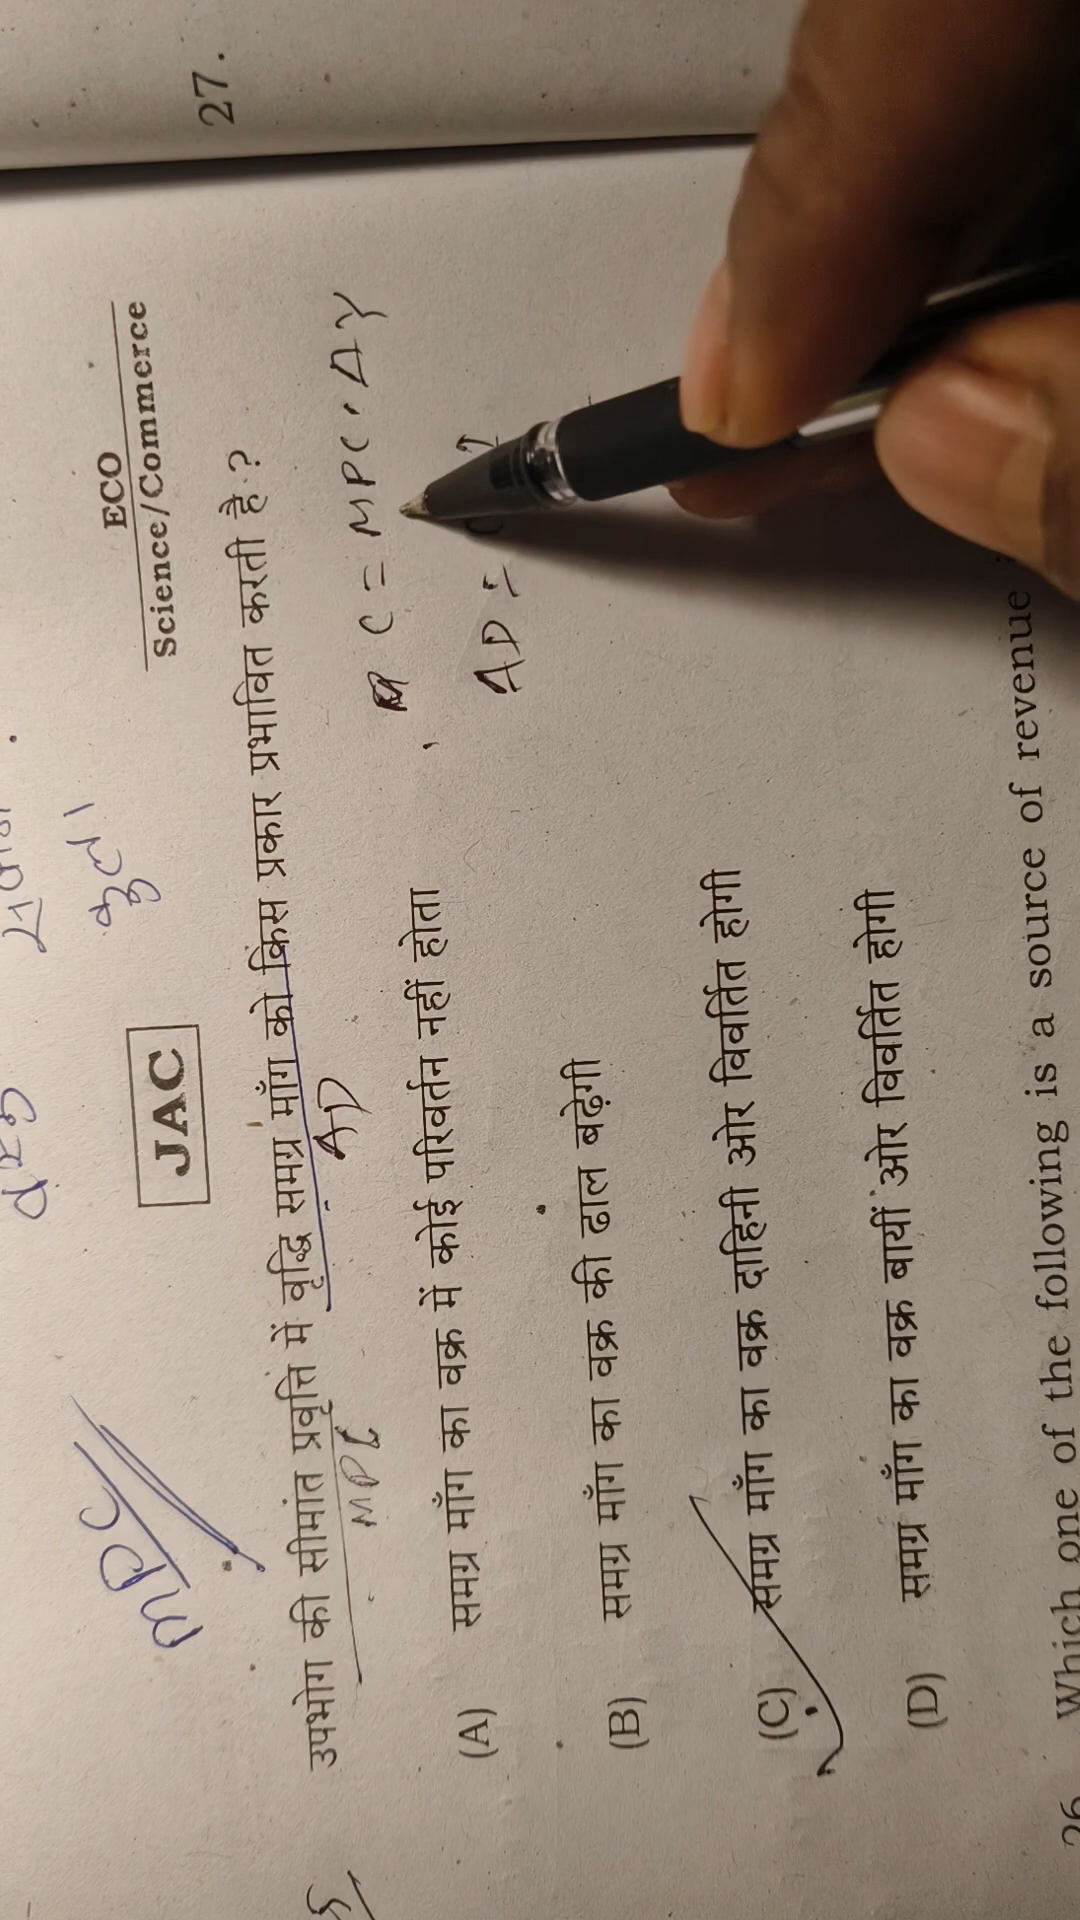 कुल।
MPC
JAC
ECO
Science/Commerce
27.
उपभोग की सीमांत प्रवृत्ति में वृद्धि समग्र माँग को किस प्रकार प्रभावित करती है ?
MPC
AD
C = MPC . ΔY
(A) समग्र माँग का वक्र में कोई परिवर्तन नहीं होता
AD =
(B) समग्र माँग का वक्र की ढाल बढ़ेगी
(C) समग्र माँग का वक्र दाहिनी ओर विवर्तित होगी
(D) समग्र माँग का वक्र बायीं ओर विवर्तित होगी
26. Which one of the following is a source of revenue